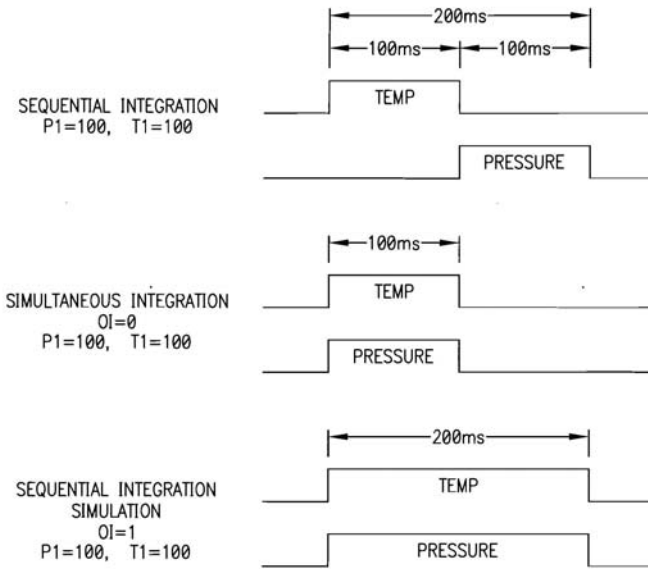 200ms
100ms 100ms
SEQUENTIAL INTEGRATION
P1=100, T1=100
TEMP
PRESSURE
100ms
SIMULTANEOUS INTEGRATION
OI=0
P1=100, T1=100
TEMP
PRESSURE
200ms
SEQUENTIAL INTEGRATION
SIMULATION
OI=1
P1=100, T1=100
TEMP
PRESSURE